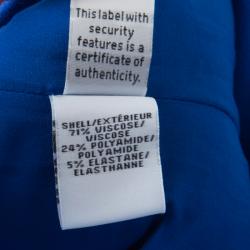 This label with
security
features is a
certificate of
authenticity.
SHELL/EXTÉRIEUR
71% VISCOSE/
VISCOSE
24% POLYAMIDE/
POLYAMIDE
5% ELASTANE/
ELASTHANNE